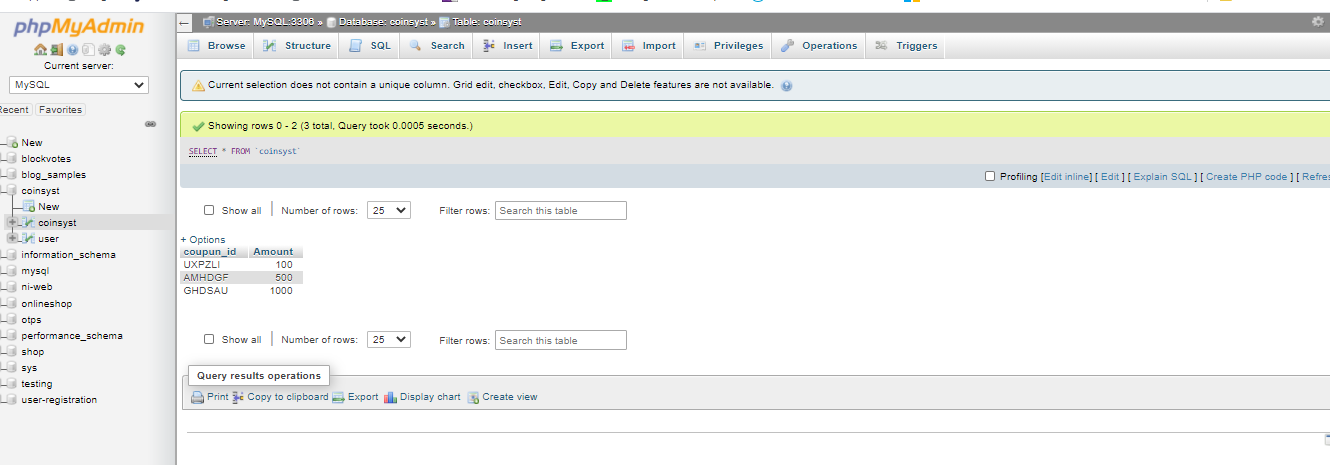 phpMyAdmin
Current server:
MySQL
Recent Favorites
New
blockvotes
blog_samples
coinsyst
New
coinsyst
user
information_schema
mysql
ni-web
onlineshop
otps
performance_schema
shop
sys
testing
user-registration
Server: MySQL:3306 » Database: coinsyst » Table: coinsyst
Browse Structure SQL Search Insert Export Import Privileges Operations Triggers
Current selection does not contain a unique column. Grid edit, checkbox, Edit, Copy and Delete features are not available.
Showing rows 0 - 2 (3 total, Query took 0.0005 seconds.)
SELECT * FROM `coinsyst`
Profiling [Edit inline] [ Edit ] [ Explain SQL ] [ Create PHP code ] [ Refres
Show all Number of rows: 25 Filter rows: Search this table
+ Options
coupun_id Amount
UXPZLI 100
AMHDGF 500
GHDSAU 1000
Show all Number of rows: 25 Filter rows: Search this table
Query results operations
Print Copy to clipboard Export Display chart Create view